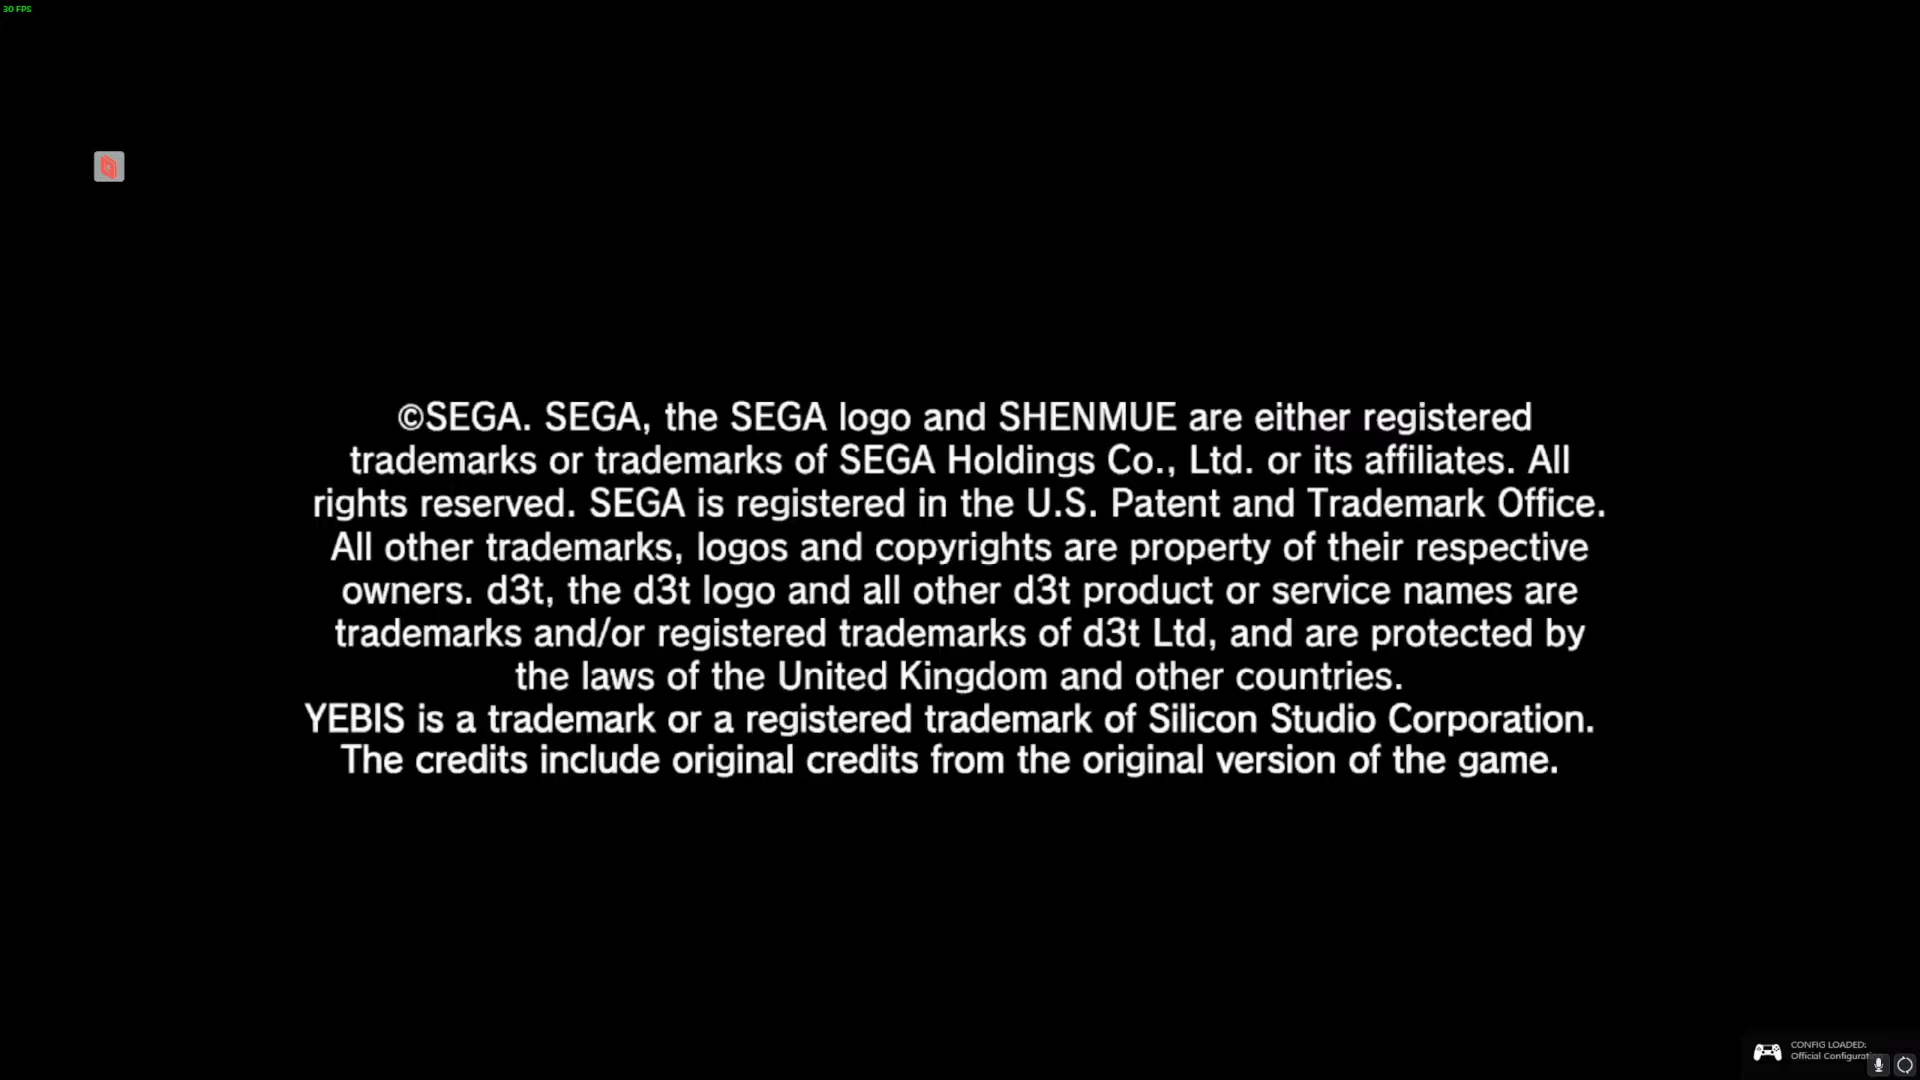 30 FPS
©SEGA. SEGA, the SEGA logo and SHENMUE are either registered
trademarks or trademarks of SEGA Holdings Co., Ltd. or its affiliates. All
rights reserved. SEGA is registered in the U.S. Patent and Trademark Office.
All other trademarks, logos and copyrights are property of their respective
owners. d3t, the d3t logo and all other d3t product or service names are
trademarks and/or registered trademarks of d3t Ltd, and are protected by
the laws of the United Kingdom and other countries.
YEBIS is a trademark or a registered trademark of Silicon Studio Corporation.
The credits include original credits from the original version of the game.
CONFIG LOADED:
Official